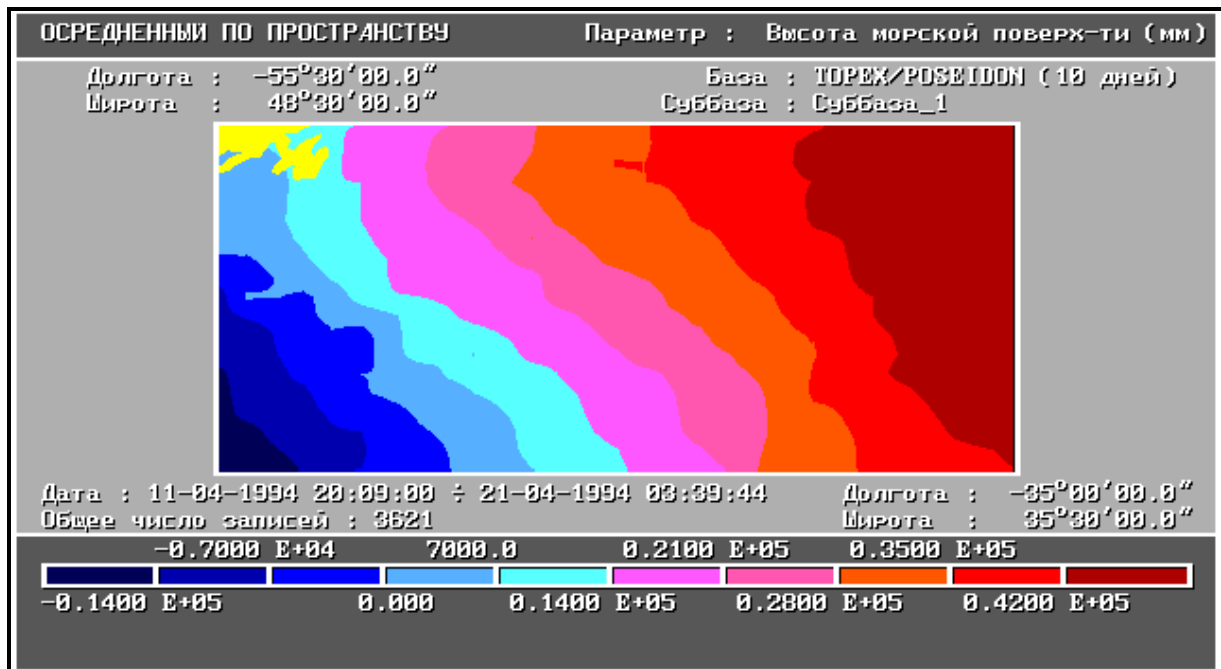 ОСРЕДНЕННЫЙ ПО ПРОСТРАНСТВУ Параметр : Высота морской поверх-ти (мм)
Долгота : -55°30'00.0" База : TOPEX/POSEIDON (10 дней)
Широта : 48°30'00.0" Суббаза : Суббаза_1
Дата : 11-04-1994 20:09:00 ÷ 21-04-1994 03:39:44 Долгота : -35°00'00.0"
Общее число записей : 3621 Широта : 35°30'00.0"
-0.7000 E+04 7000.0 0.2100 E+05 0.3500 E+05
-0.1400 E+05 0.000 0.1400 E+05 0.2800 E+05 0.4200 E+05